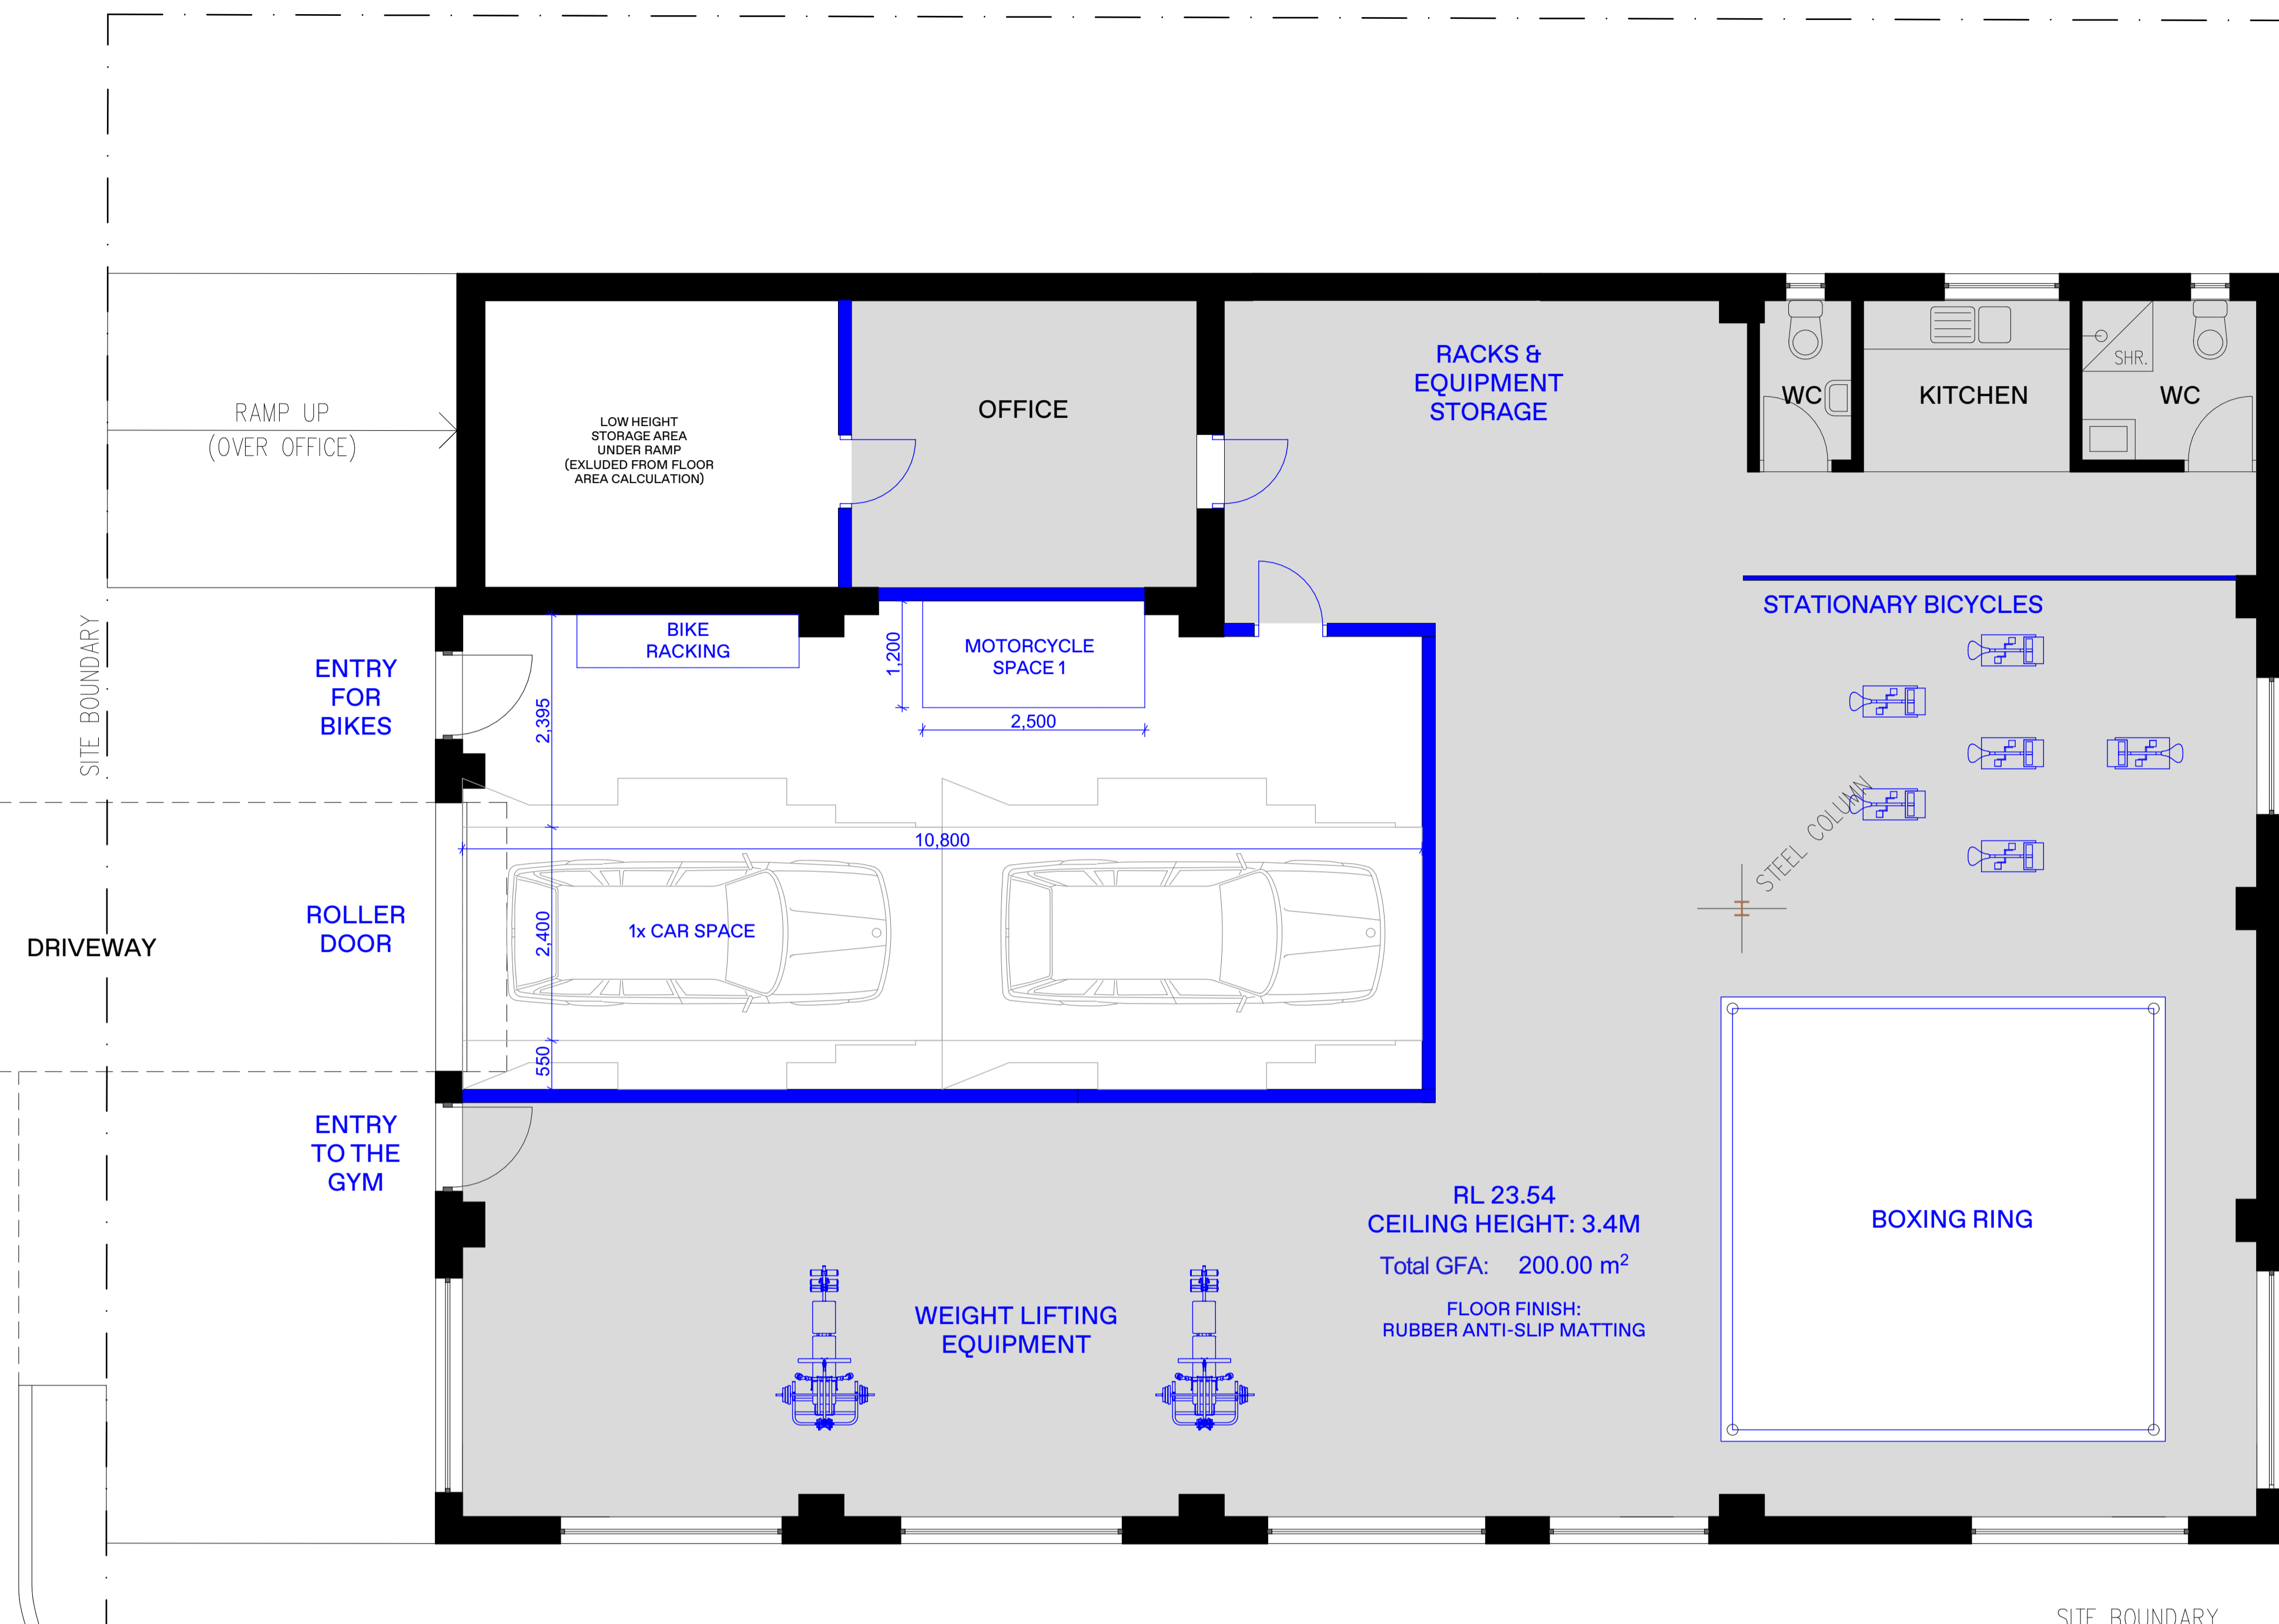 RACKS &
EQUIPMENT
STORAGE
SHR.
WC
KITCHEN
WC
OFFICE
RAMP UP
(OVER OFFICE)
LOW HEIGHT
STORAGE AREA
UNDER RAMP
(EXLUDED FROM FLOOR
AREA CALCULATION)
STATIONARY BICYCLES
SITE BOUNDARY
ENTRY
FOR
BIKES
BIKE
RACKING
1,200
MOTORCYCLE
SPACE 1
2,500
2,395
10,800
STEEL COLUMN
ROLLER
DOOR
DRIVEWAY
2,400
1x CAR SPACE
550
ENTRY
TO THE
GYM
RL 23.54
CEILING HEIGHT: 3.4M
Total GFA: 200.00 m²
FLOOR FINISH:
RUBBER ANTI-SLIP MATTING
BOXING RING
WEIGHT LIFTING
EQUIPMENT
SITE BOUNDARY